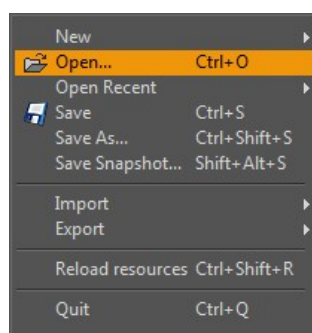 New
Open... Ctrl+O
Open Recent
Save Ctrl+S
Save As... Ctrl+Shift+S
Save Snapshot... Shift+Alt+S
Import
Export
Reload resources Ctrl+Shift+R
Quit Ctrl+Q